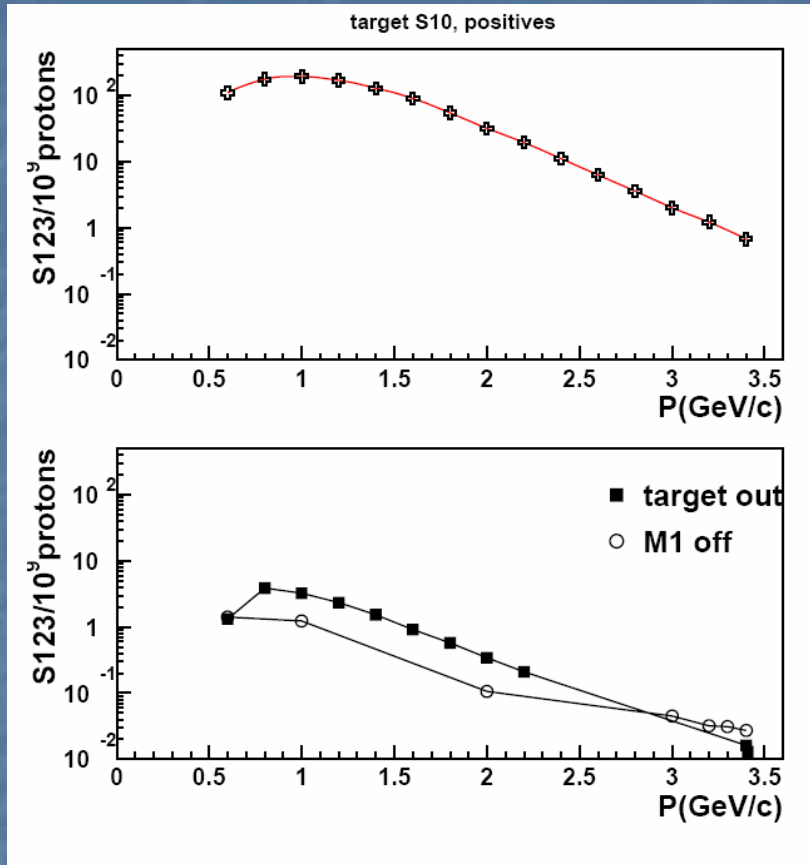 target S10, positives
S123/10⁹protons
10²
10
1
10⁻¹
10⁻²
0 0.5 1 1.5 2 2.5 3 3.5
P(GeV/c)
S123/10⁹protons
10²
10
1
10⁻¹
10⁻²
target out
M1 off
0 0.5 1 1.5 2 2.5 3 3.5
P(GeV/c)